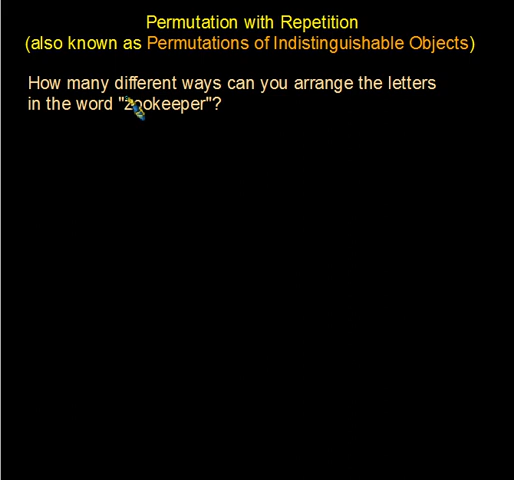 Permutation with Repetition
(also known as Permutations of Indistinguishable Objects)
How many different ways can you arrange the letters
in the word "zookeeper"?